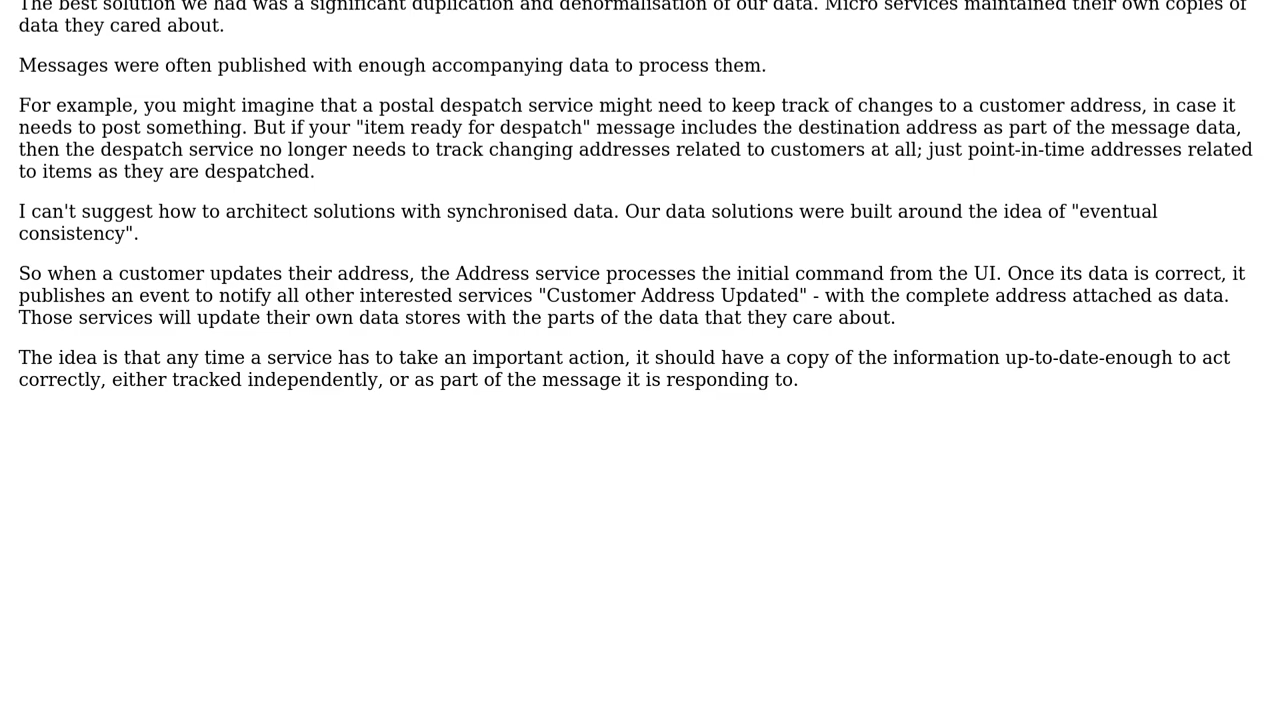 The best solution we had was a significant duplication and denormalisation of our data. Micro services maintained their own copies of
data they cared about.
Messages were often published with enough accompanying data to process them.
For example, you might imagine that a postal despatch service might need to keep track of changes to a customer address, in case it
needs to post something. But if your "item ready for despatch" message includes the destination address as part of the message data,
then the despatch service no longer needs to track changing addresses related to customers at all; just point-in-time addresses related
to items as they are despatched.
I can't suggest how to architect solutions with synchronised data. Our data solutions were built around the idea of "eventual
consistency".
So when a customer updates their address, the Address service processes the initial command from the UI. Once its data is correct, it
publishes an event to notify all other interested services "Customer Address Updated" - with the complete address attached as data.
Those services will update their own data stores with the parts of the data that they care about.
The idea is that any time a service has to take an important action, it should have a copy of the information up-to-date-enough to act
correctly, either tracked independently, or as part of the message it is responding to.